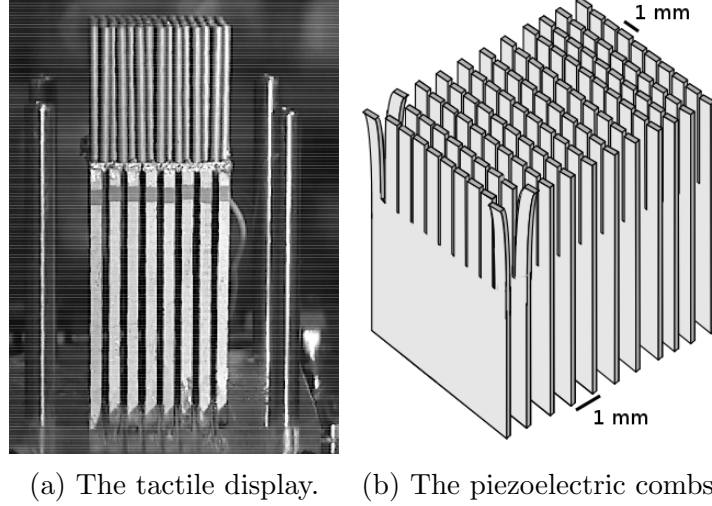 1 mm
1 mm
(a) The tactile display.
(b) The piezoelectric combs